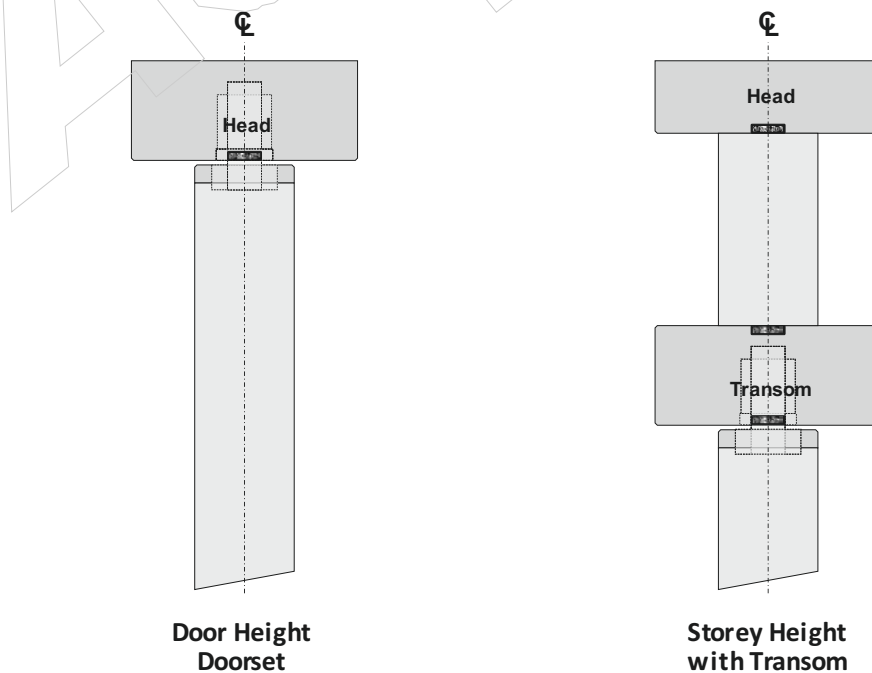 ℄
℄
Head
Head
Transom
Door Height
Doorset
Storey Height
with Transom